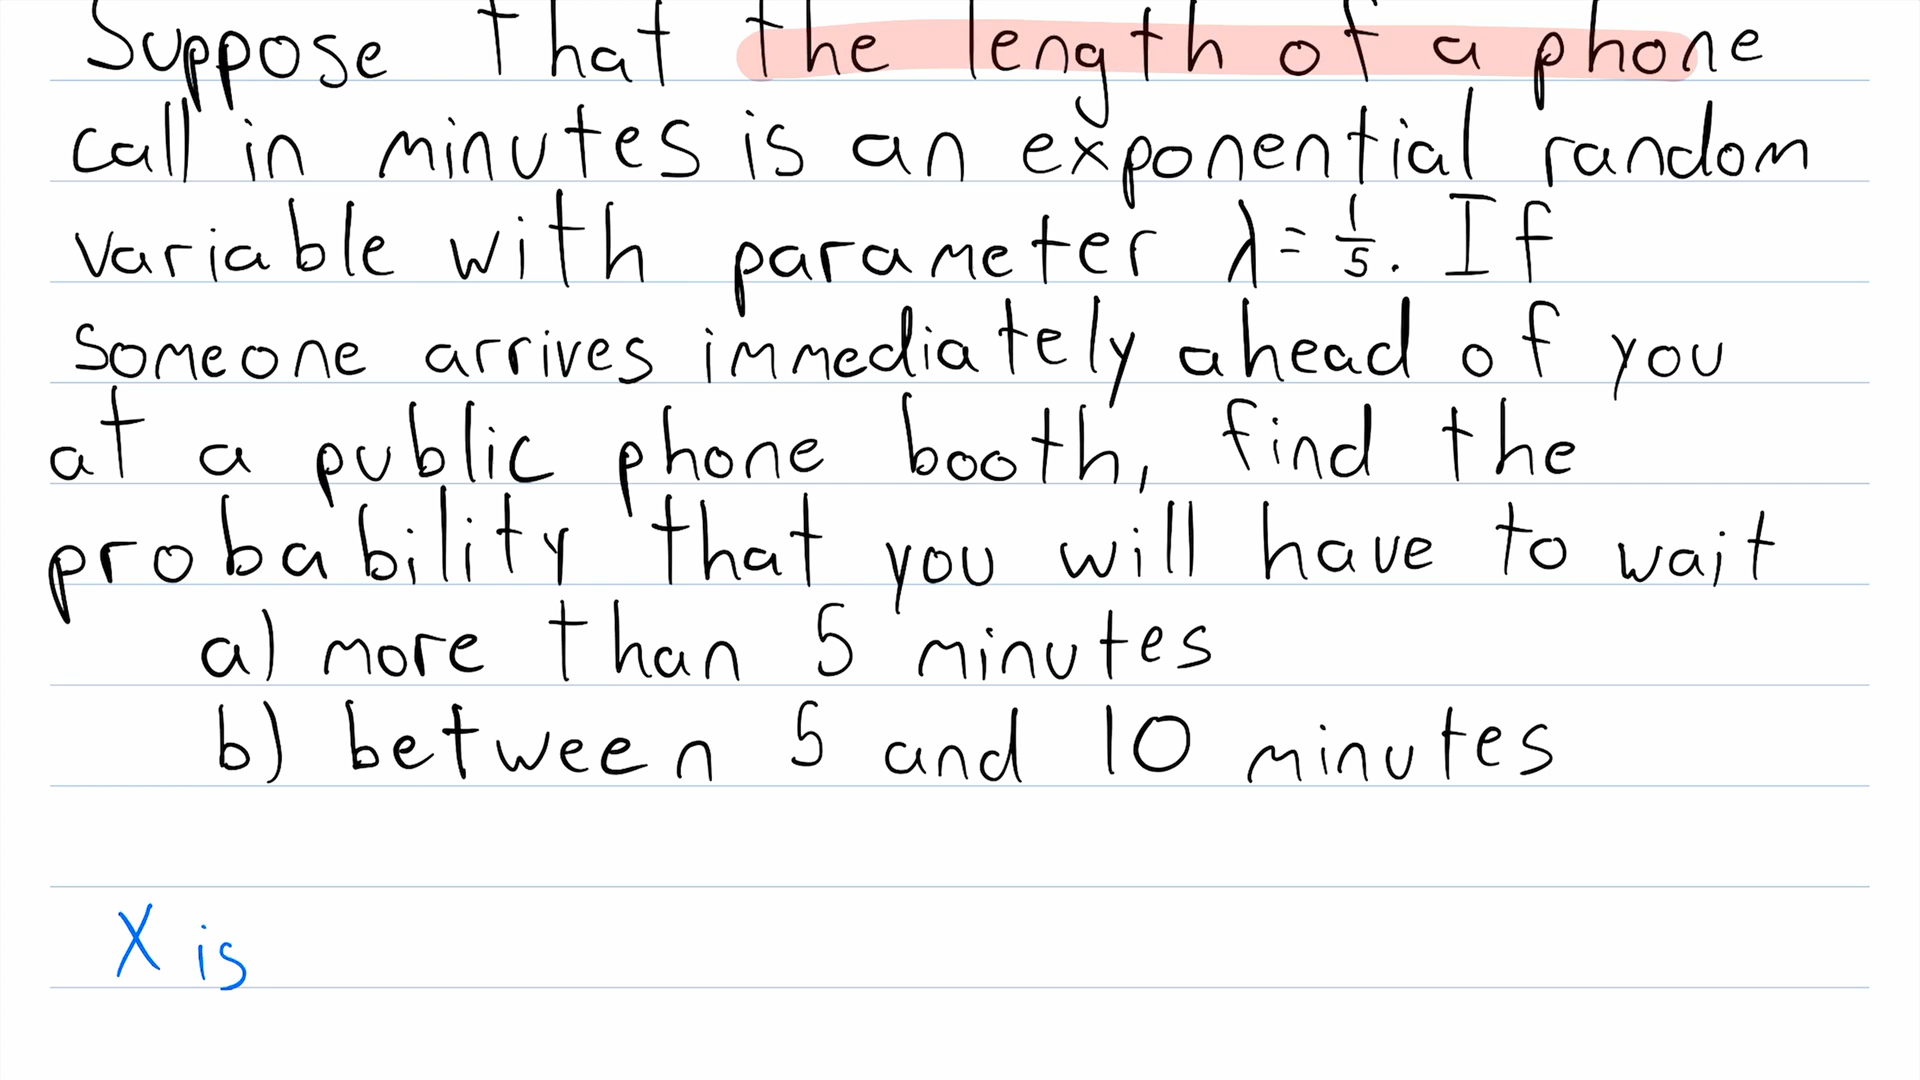 Suppose that the length of a phone
call in minutes is an exponential random
variable with parameter λ = 1/5. If
someone arrives immediately ahead of you
at a public phone booth, find the
probability that you will have to wait
a) more than 5 minutes
b) between 5 and 10 minutes
X is